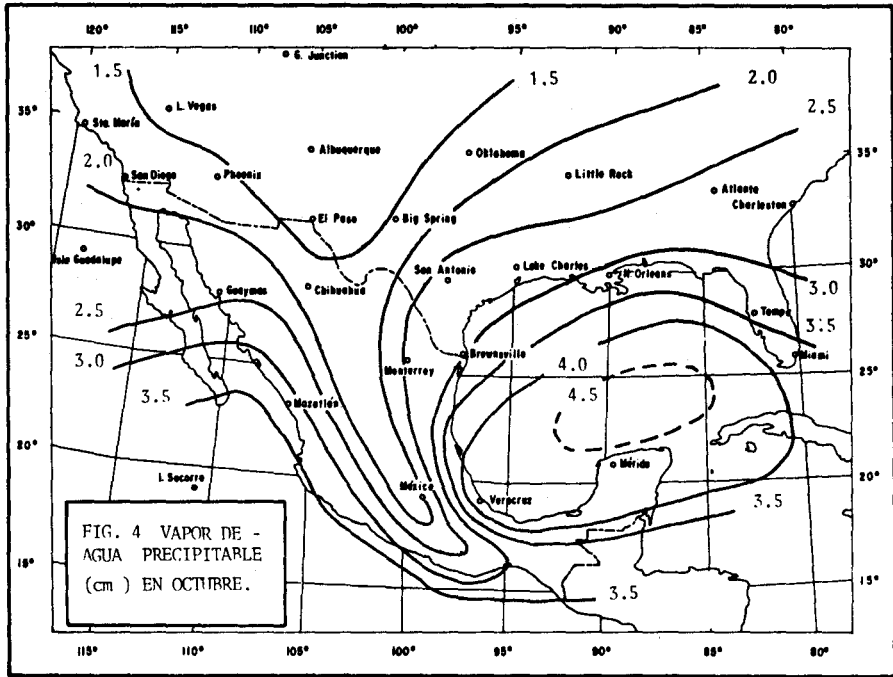 120° 115° 110° 105° 100° 95° 90° 85° 80°
G. Junction
1.5 1.5 2.0
2.5
35° L. Vegas
Sta. María Albuquerque Oklahoma 35°
2.0 San Diego Phoenix Little Rock
Atlante
Charleston
30° El Paso Big Spring
Isla Guadalupe San Antonio Lake Charles N. Orleans 30°
Guaymas Chihuahua 3.0
2.5 Tampa
3.5
25° Brownsville Miami
3.0 Monterrey 4.0 25°
3.5 Mazatlán 4.5
20° Mérida 20°
I. Socorro México Veracruz 3.5
FIG. 4 VAPOR DE -
AGUA PRECIPITABLE
(cm) EN OCTUBRE.
15° 3.5 15°
115° 110° 105° 100° 95° 90° 85° 80°